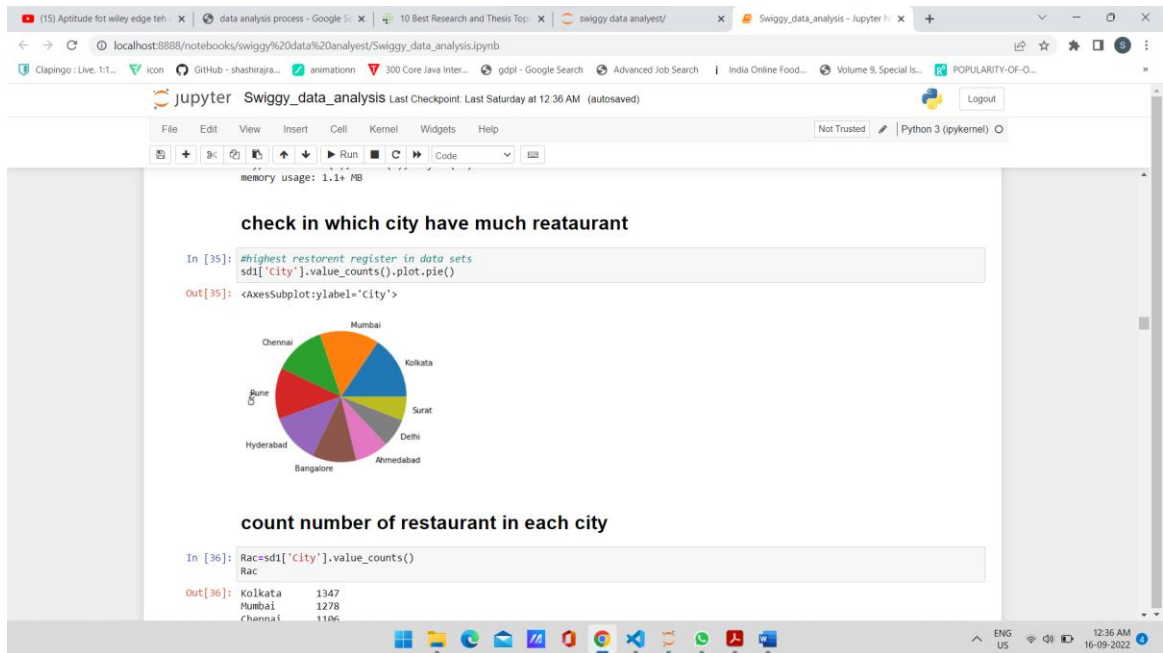 (15) Aptitude fot wiley edge teh
data analysis process - Google Se
10 Best Research and Thesis Topi
swiggy data analyest/
Swiggy_data_analysis - Jupyter N
localhost:8888/notebooks/swiggy%20data%20analyest/Swiggy_data_analysis.ipynb
Clapingo : Live, 1:1...
icon
GitHub - shashirajra...
animationn
300 Core Java Inter...
gdpl - Google Search
Advanced Job Search
India Online Food...
Volume 9, Special Is...
POPULARITY-OF-O...
jupyter Swiggy_data_analysis Last Checkpoint: Last Saturday at 12:36 AM (autosaved)
Logout
File Edit View Insert Cell Kernel Widgets Help
Not Trusted
Python 3 (ipykernel)
Run
Code
memory usage: 1.1+ MB
check in which city have much reataurant
In [35]: #highest restorent register in data sets
sd1['City'].value_counts().plot.pie()
Out[35]: <AxesSubplot:ylabel='City'>
Mumbai
Chennai
Kolkata
Pune
City
Surat
Delhi
Hyderabad
Ahmedabad
Bangalore
count number of restaurant in each city
In [36]: Rac=sd1['City'].value_counts()
Rac
Out[36]: Kolkata 1347
Mumbai 1278
Chennai 1106
ENG
US
12:36 AM
16-09-2022